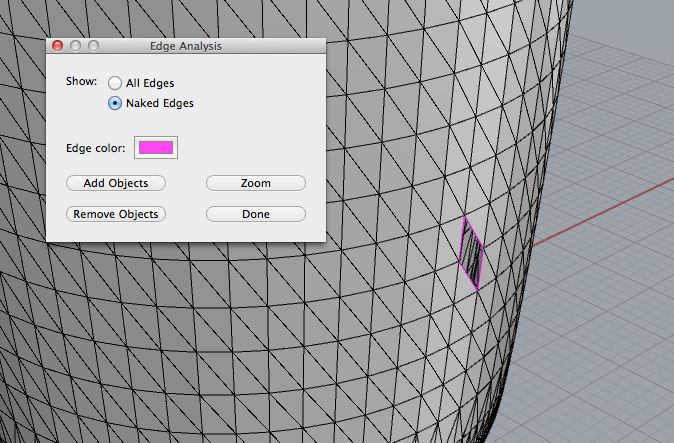 Edge Analysis
Show:
All Edges
Naked Edges
Edge color:
Add Objects
Zoom
Remove Objects
Done